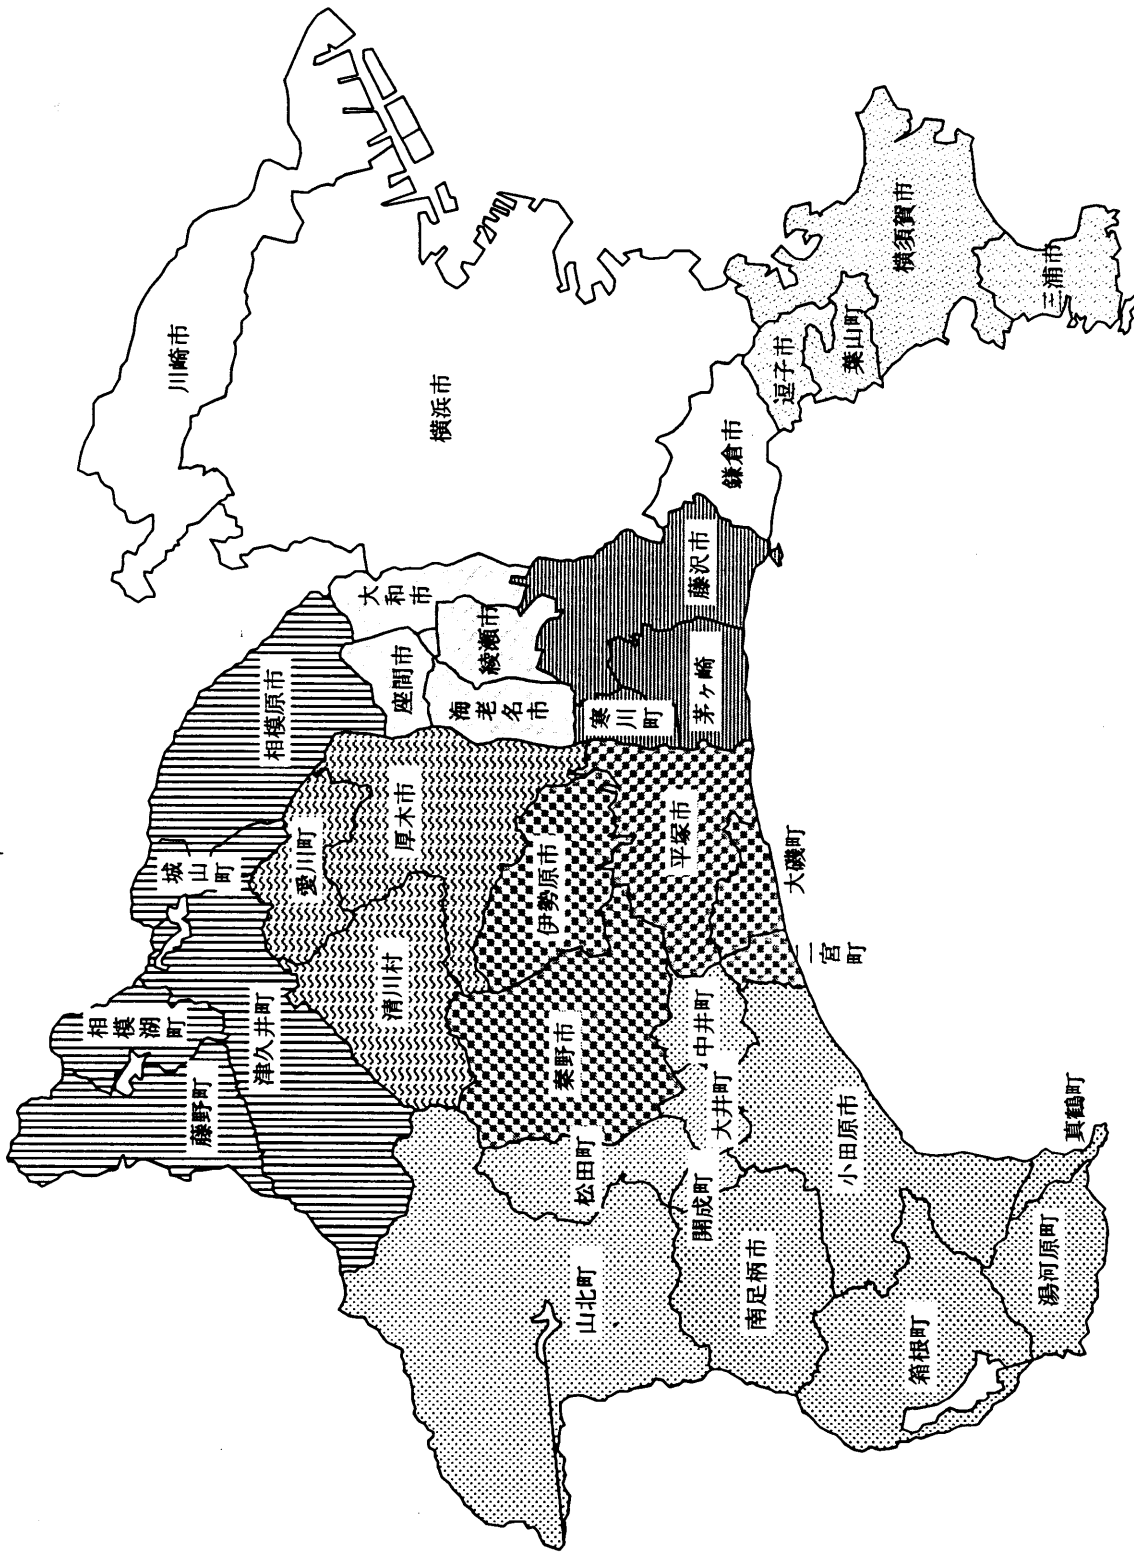 川崎市
横浜市
横須賀市
三浦市
葉山町
逗子市
鎌倉市
藤沢市
茅ヶ崎
寒川町
大和市
綾瀬市
座間市
海老名市
相模原市
城山町
愛川町
厚木市
清川村
伊勢原市
平塚市
大磯町
二宮町
秦野市
中井町
大井町
松田町
開成町
小田原市
南足柄市
山北町
箱根町
湯河原町
真鶴町
相模湖町
津久井町
藤野町